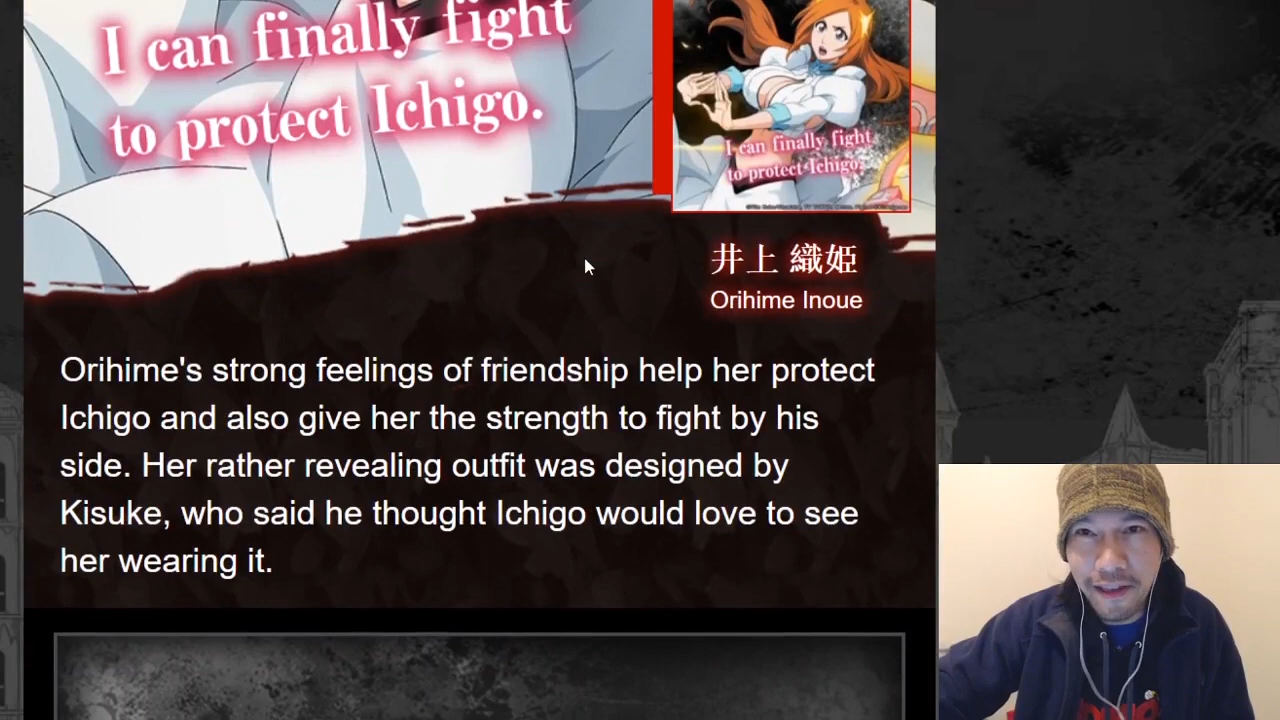 I can finally fight
to protect Ichigo.
I can finally fight
to protect Ichigo.
井上 織姫
Orihime Inoue
Orihime's strong feelings of friendship help her protect
Ichigo and also give her the strength to fight by his
side. Her rather revealing outfit was designed by
Kisuke, who said he thought Ichigo would love to see
her wearing it.